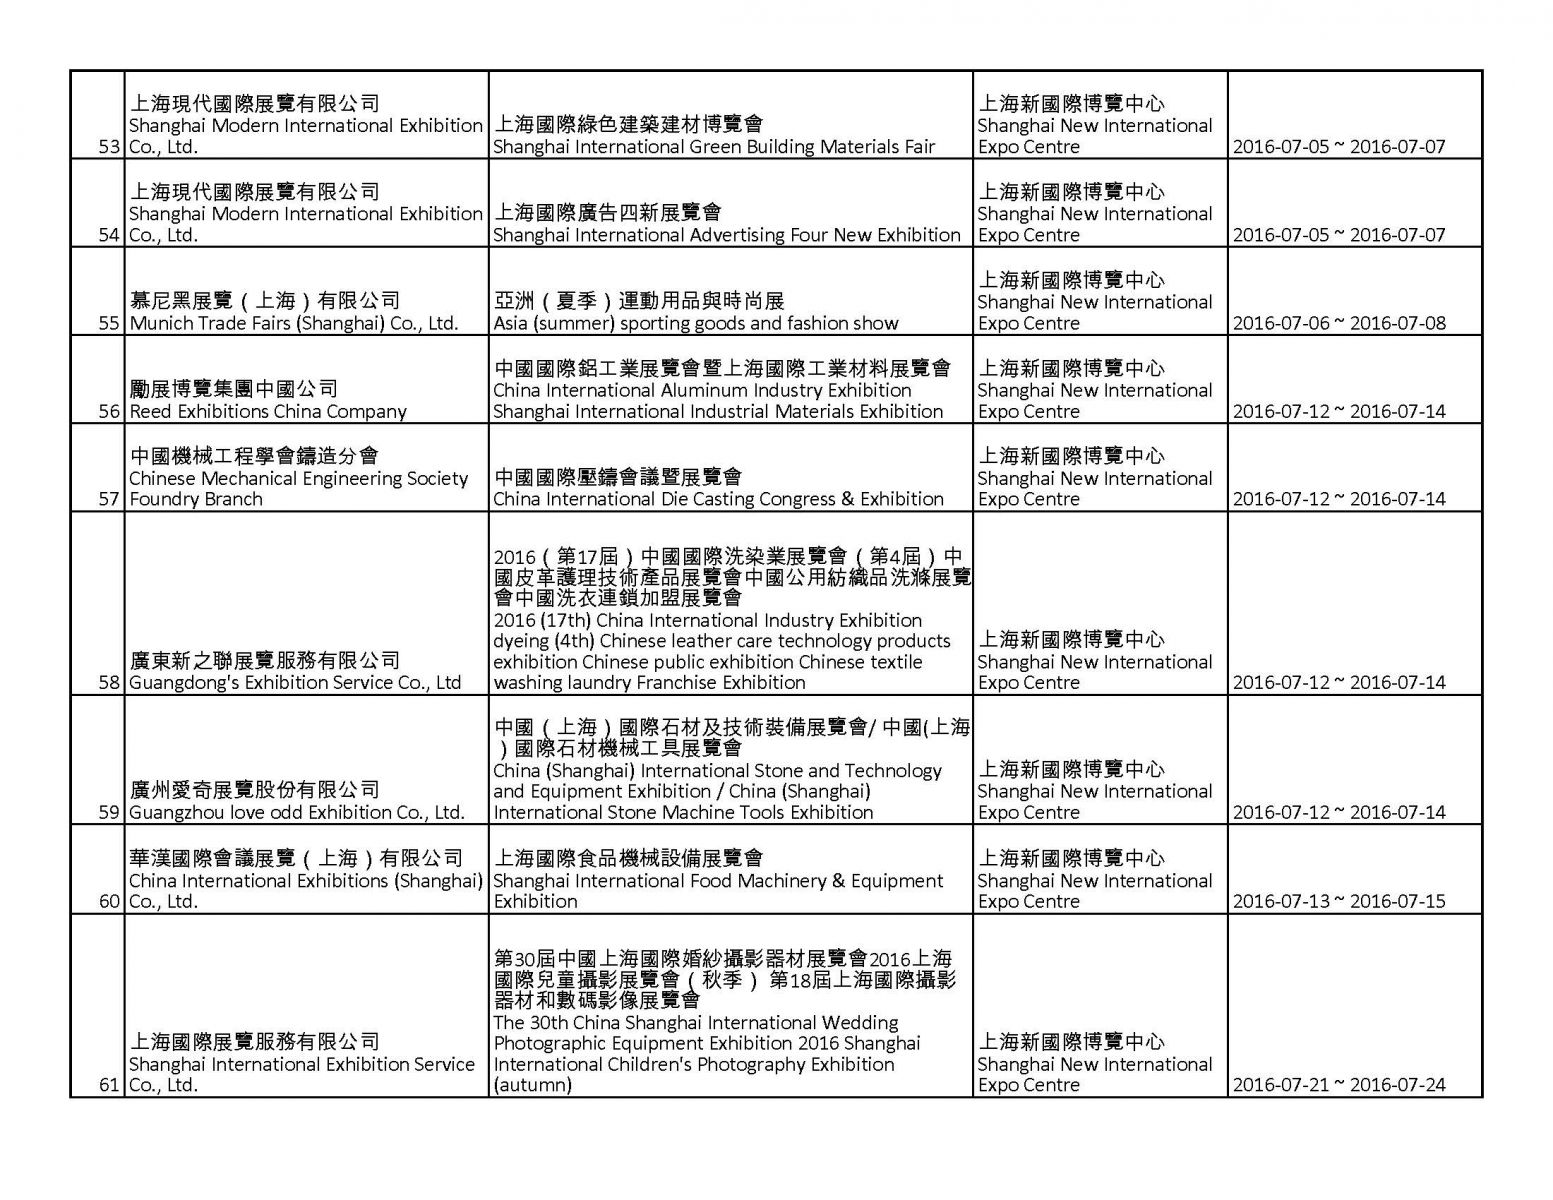 上海現代國際展覽有限公司
Shanghai Modern International Exhibition
53 Co., Ltd.
上海國際綠色建築建材博覽會
Shanghai International Green Building Materials Fair
上海新國際博覽中心
Shanghai New International
Expo Centre
2016-07-05 ~ 2016-07-07
上海現代國際展覽有限公司
Shanghai Modern International Exhibition
54 Co., Ltd.
上海國際廣告四新展覽會
Shanghai International Advertising Four New Exhibition
上海新國際博覽中心
Shanghai New International
Expo Centre
2016-07-05 ~ 2016-07-07
慕尼黑展覽（上海）有限公司
55 Munich Trade Fairs (Shanghai) Co., Ltd.
亞洲（夏季）運動用品與時尚展
Asia (summer) sporting goods and fashion show
上海新國際博覽中心
Shanghai New International
Expo Centre
2016-07-06 ~ 2016-07-08
勵展博覽集團中國公司
56 Reed Exhibitions China Company
中國國際鋁工業展覽會暨上海國際工業材料展覽會
China International Aluminum Industry Exhibition
Shanghai International Industrial Materials Exhibition
上海新國際博覽中心
Shanghai New International
Expo Centre
2016-07-12 ~ 2016-07-14
中國機械工程學會鑄造分會
Chinese Mechanical Engineering Society
57 Foundry Branch
中國國際壓鑄會議暨展覽會
China International Die Casting Congress & Exhibition
上海新國際博覽中心
Shanghai New International
Expo Centre
2016-07-12 ~ 2016-07-14
廣東新之聯展覽服務有限公司
58 Guangdong's Exhibition Service Co., Ltd
2016（第17屆）中國國際洗染業展覽會（第4屆）中
國皮革護理技術產品展覽會中國公用紡織品洗滌展覽
會中國洗衣連鎖加盟展覽會
2016 (17th) China International Industry Exhibition
dyeing (4th) Chinese leather care technology products
exhibition Chinese public exhibition Chinese textile
washing laundry Franchise Exhibition
上海新國際博覽中心
Shanghai New International
Expo Centre
2016-07-12 ~ 2016-07-14
廣州愛奇展覽股份有限公司
59 Guangzhou love odd Exhibition Co., Ltd.
中國（上海）國際石材及技術裝備展覽會/ 中國(上海
）國際石材機械工具展覽會
China (Shanghai) International Stone and Technology
and Equipment Exhibition / China (Shanghai)
International Stone Machine Tools Exhibition
上海新國際博覽中心
Shanghai New International
Expo Centre
2016-07-12 ~ 2016-07-14
華漢國際會議展覽（上海）有限公司
China International Exhibitions (Shanghai)
60 Co., Ltd.
上海國際食品機械設備展覽會
Shanghai International Food Machinery & Equipment
Exhibition
上海新國際博覽中心
Shanghai New International
Expo Centre
2016-07-13 ~ 2016-07-15
上海國際展覽服務有限公司
Shanghai International Exhibition Service
61 Co., Ltd.
第30屆中國上海國際婚紗攝影器材展覽會2016上海
國際兒童攝影展覽會（秋季） 第18屆上海國際攝影
器材和數碼影像展覽會
The 30th China Shanghai International Wedding
Photographic Equipment Exhibition 2016 Shanghai
International Children's Photography Exhibition
(autumn)
上海新國際博覽中心
Shanghai New International
Expo Centre
2016-07-21 ~ 2016-07-24